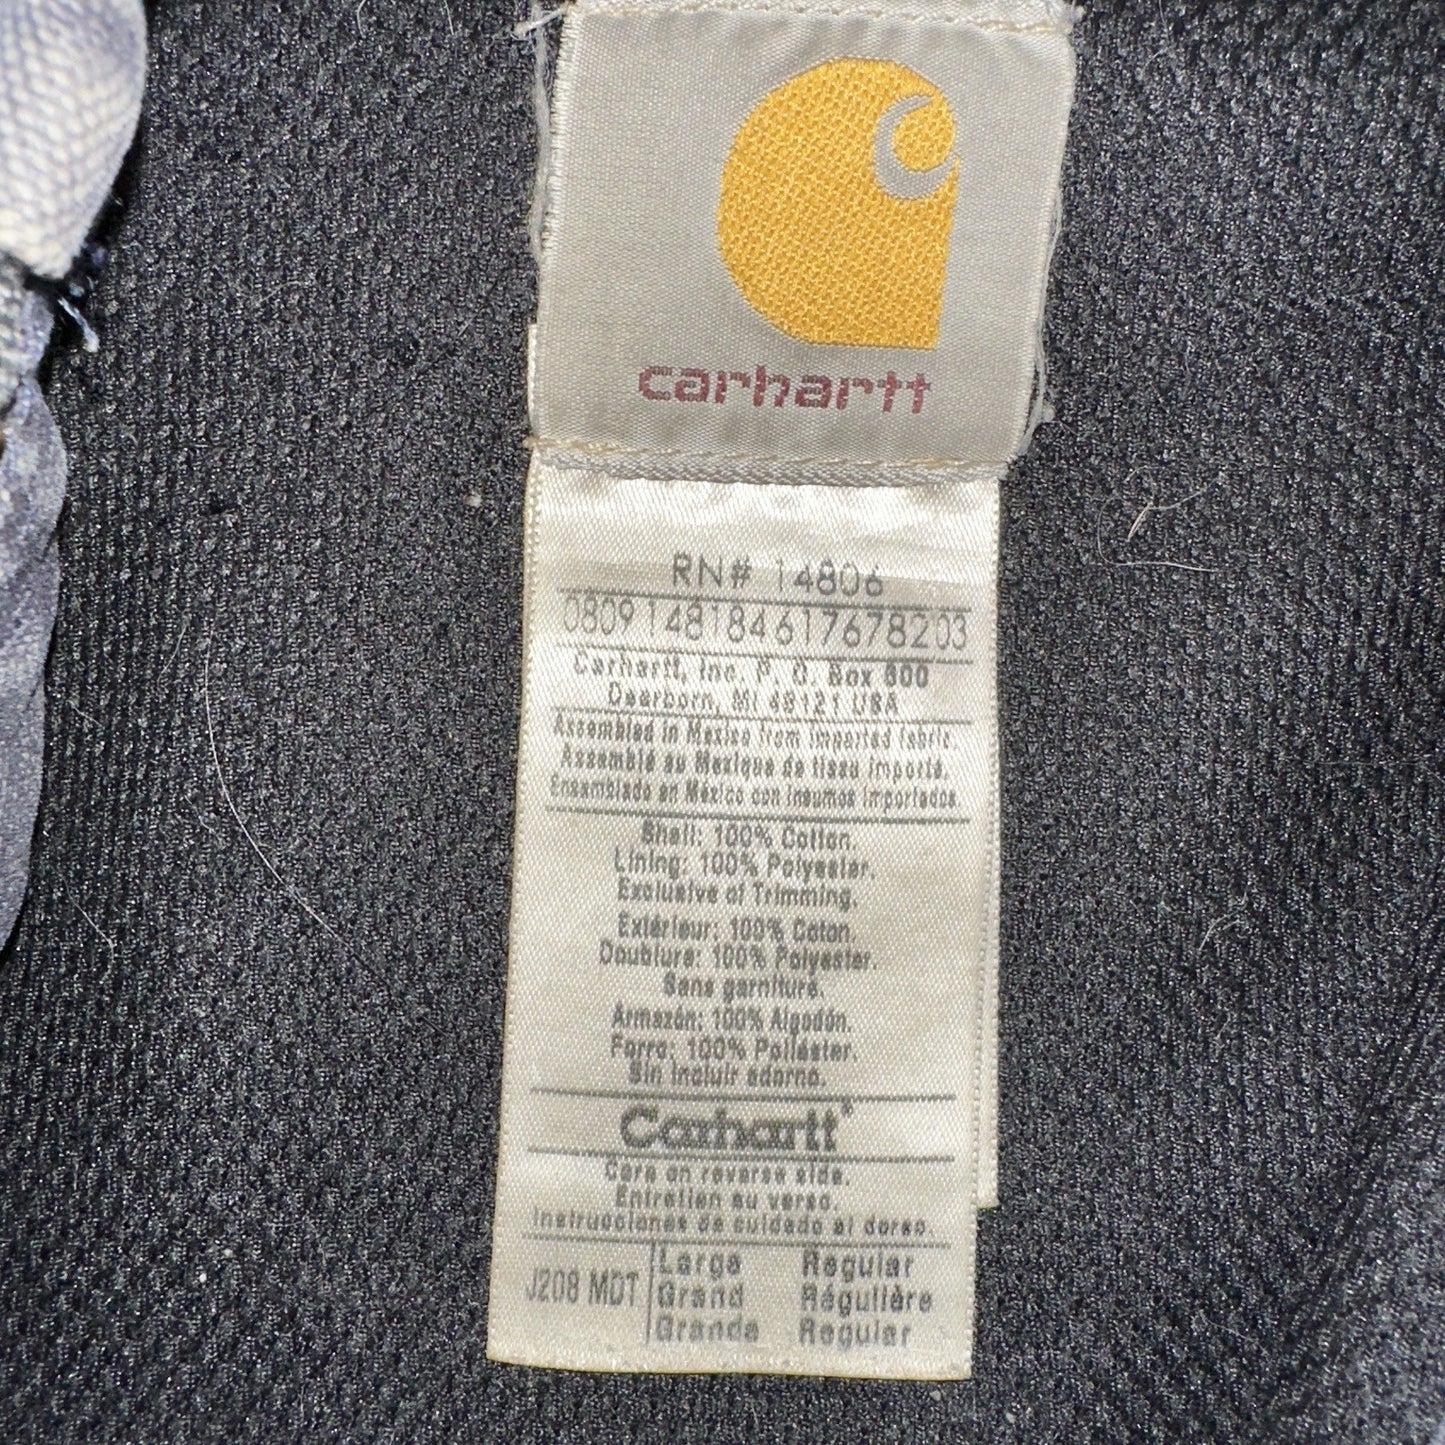 carhartt
RN# 14806
0809148184617678203
Carhartt, Inc. P. O. Box 600
Dearborn, MI 48121 USA
Assembled in Mexico from imported fabric.
Assemblé au Mexique de tissu importé.
Ensamblado en México con insumos importados.
Shell: 100% Cotton.
Lining: 100% Polyester.
Exclusive of Trimming.
Extérieur: 100% Coton.
Doublure: 100% Polyester.
Sans garniture.
Armazón: 100% Algodón.
Forro: 100% Poliéster.
Sin incluir adorno.
Carhartt®
Care on reverse side.
Entretien au verso.
Instrucciones de cuidado al dorso.
J208 MDT
Large Regular
Grand Régulière
Grande Regular